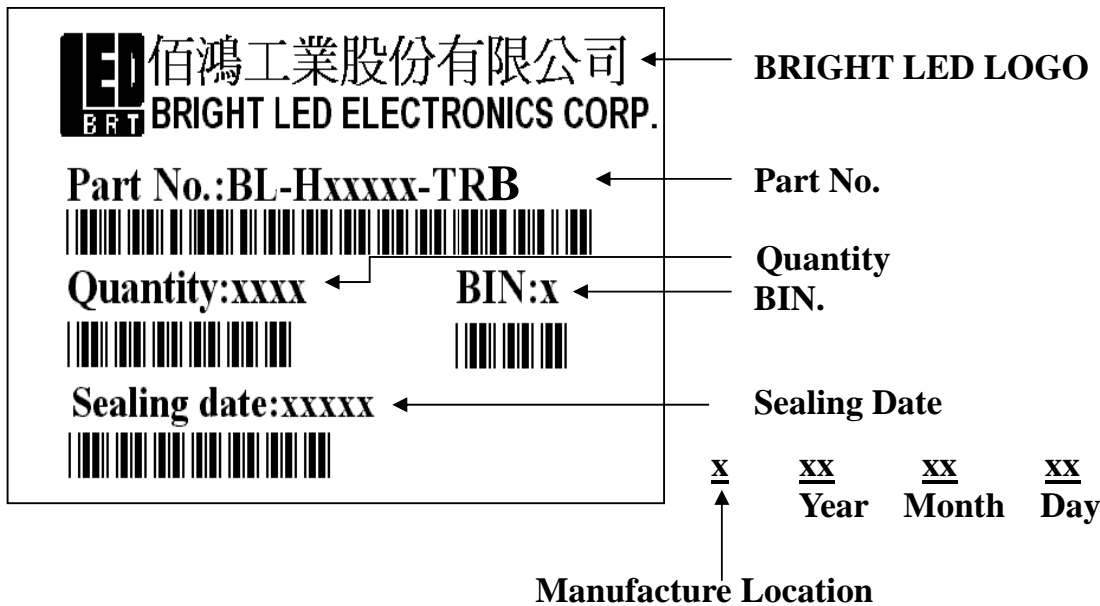 LED 佰鴻工業股份有限公司 BRIGHT LED LOGO
BRT BRIGHT LED ELECTRONICS CORP.
Part No.:BL-Hxxxxx-TRB Part No.
Quantity:xxxx BIN:x Quantity
BIN.
Sealing date:xxxxx Sealing Date
x xx xx xx
Year Month Day
Manufacture Location